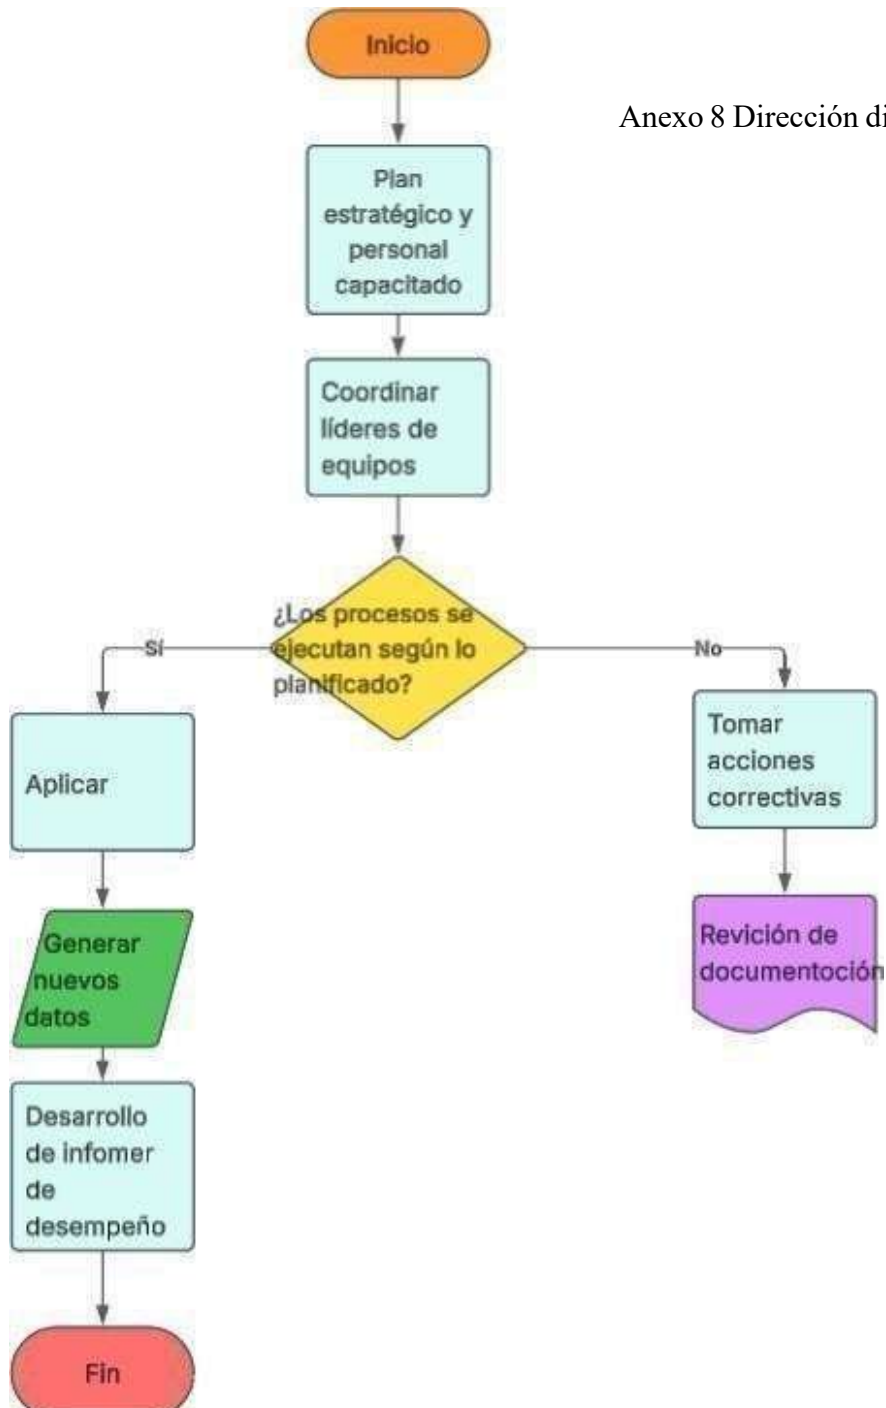 Inicio
Anexo 8 Dirección di
Plan
estratégico y
personal
capacitado
Coordinar
líderes de
equipos
¿Los procesos se
ejecutan según lo
planificado?
Sí
No
Aplicar
Tomar
acciones
correctivas
Generar
nuevos
datos
Revición de
documentoción
Desarrollo
de infomer
de
desempeño
Fin